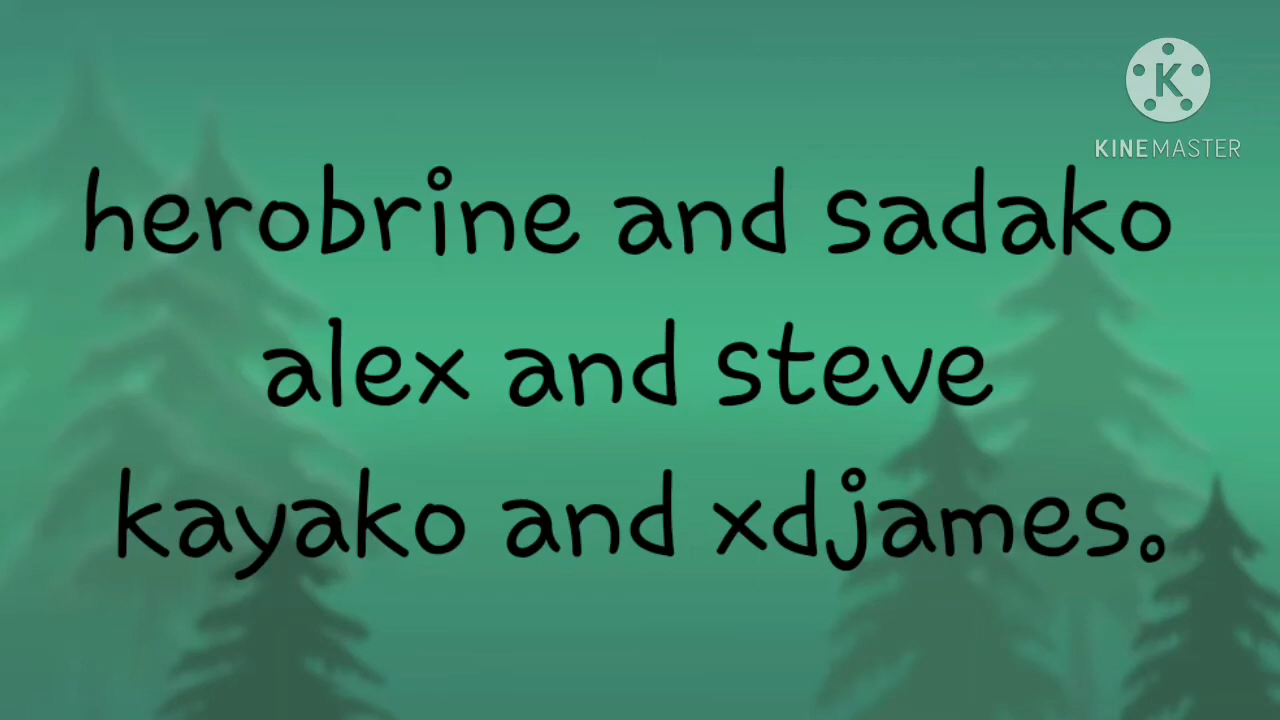 K
KINEMASTER
herobrine and sadako
alex and steve
kayako and xdjames.